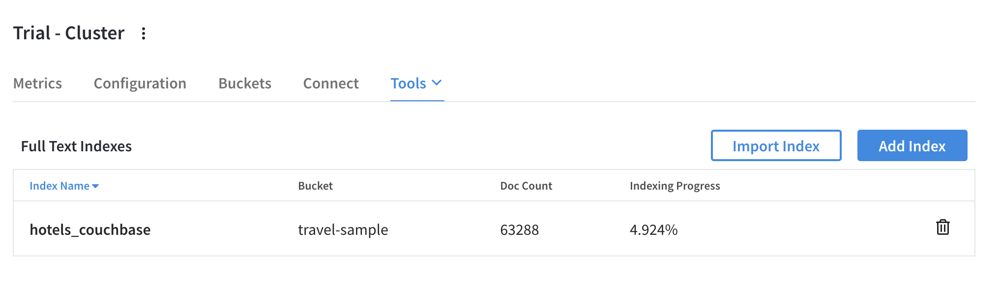 Trial - Cluster
Metrics Configuration Buckets Connect Tools
Full Text Indexes Import Index Add Index
Index Name Bucket Doc Count Indexing Progress
hotels_couchbase travel-sample 63288 4.924%